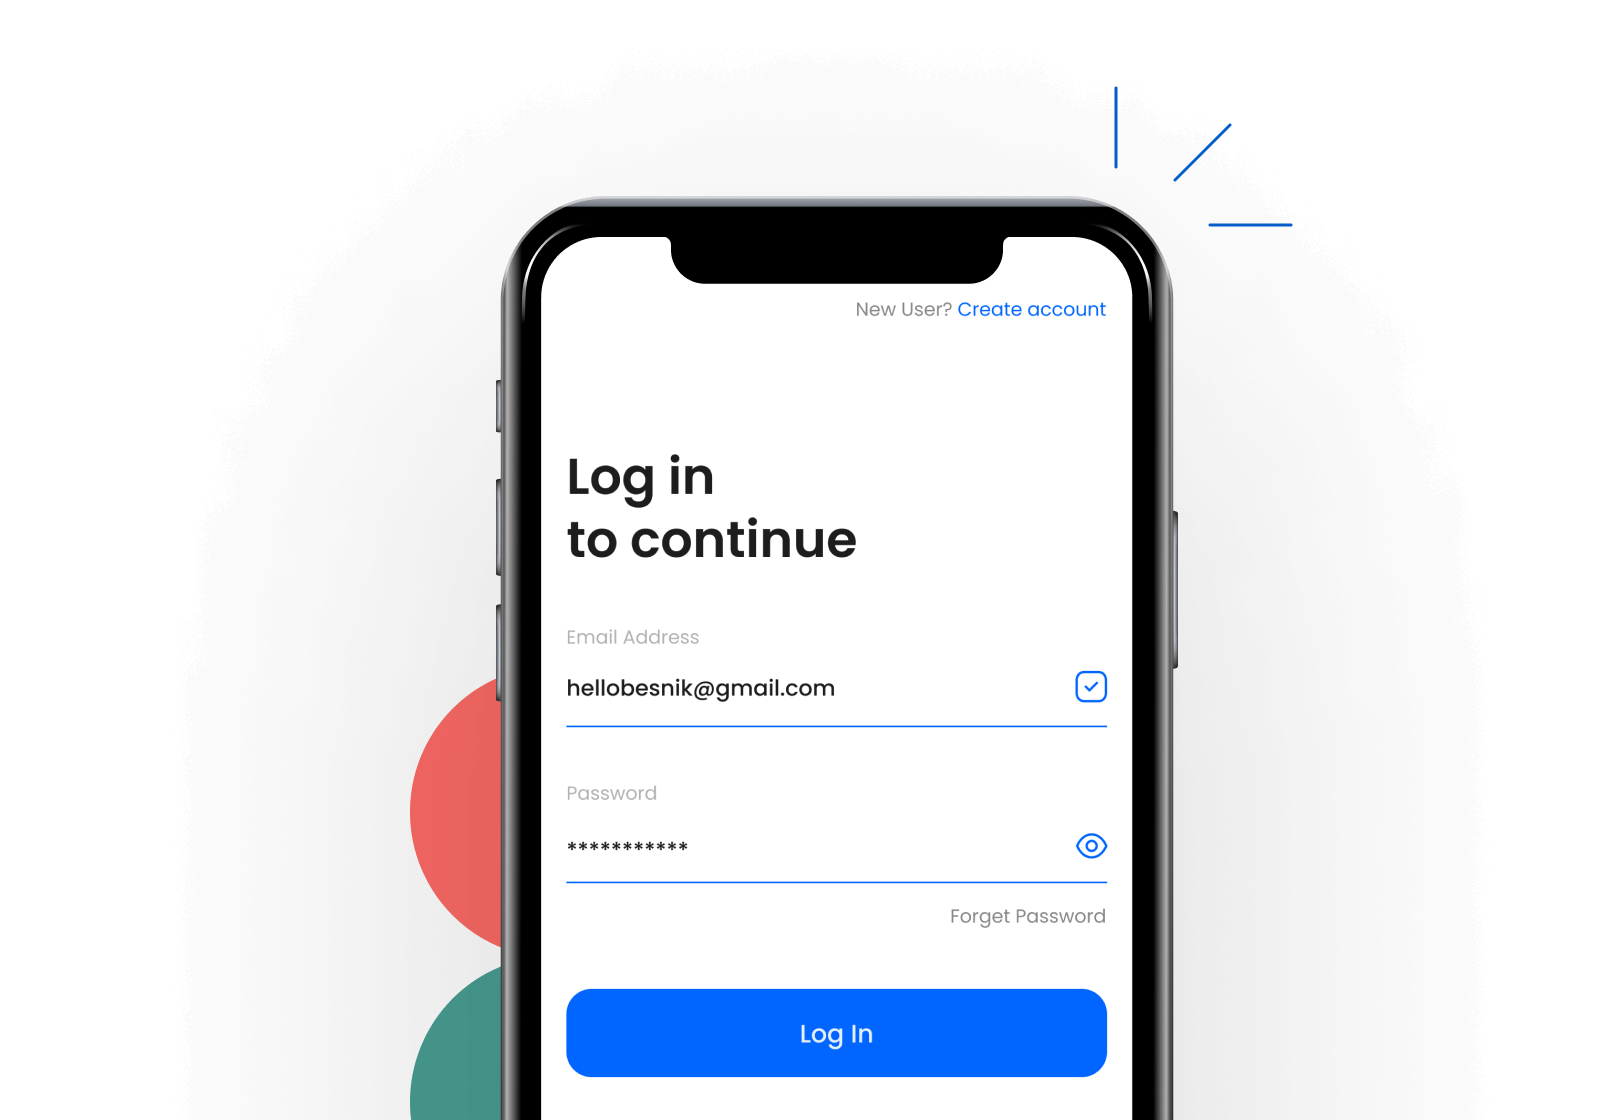 New User? Create account
Log in
to continue
Email Address
hellobesnik@gmail.com
Password
***********
Forget Password
Log In